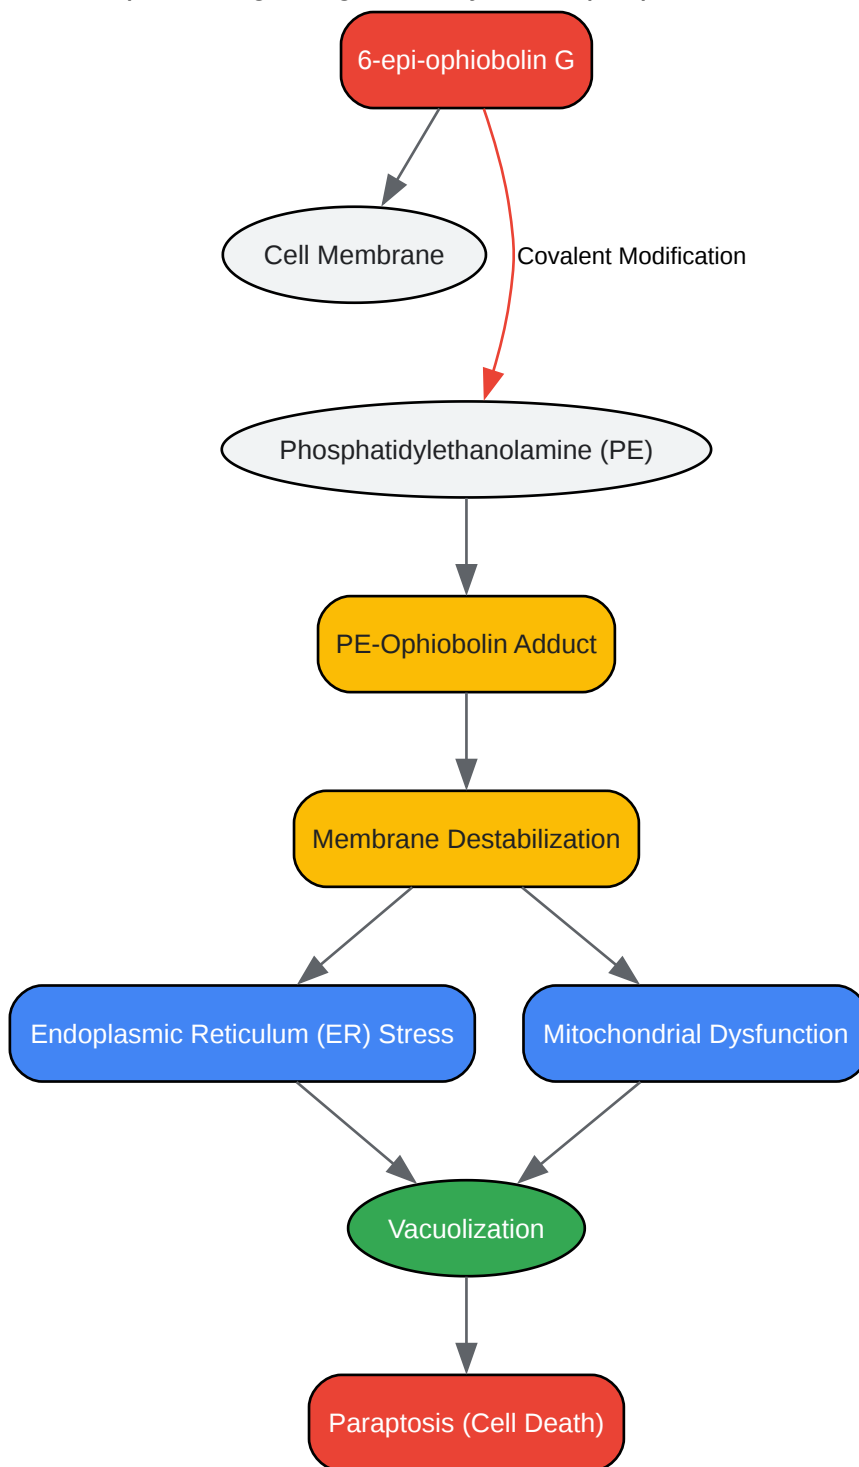 6-epi-ophiobolin G
Cell Membrane
Covalent Modification
Phosphatidylethanolamine (PE)
PE-Ophiobolin Adduct
Membrane Destabilization
Endoplasmic Reticulum (ER) Stress
Mitochondrial Dysfunction
Vacuolization
Paraptosis (Cell Death)